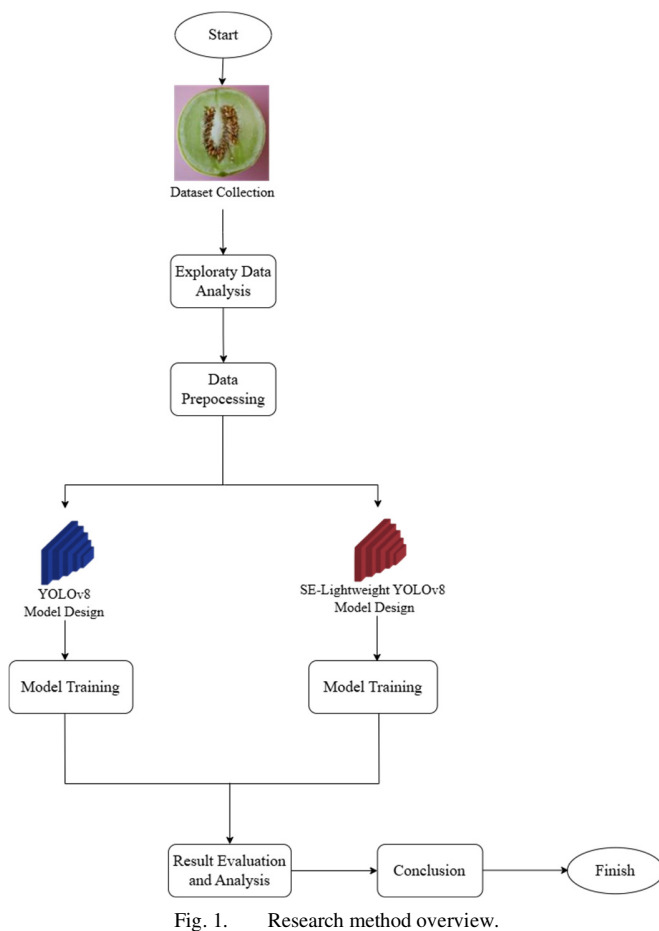 Start
Dataset Collection
Exploraty Data
Analysis
Data
Prepocessing
YOLOv8
Model Design
SE-Lightweight YOLOv8
Model Design
Model Training
Model Training
Result Evaluation
and Analysis
Conclusion
Finish
Fig. 1. Research method overview.